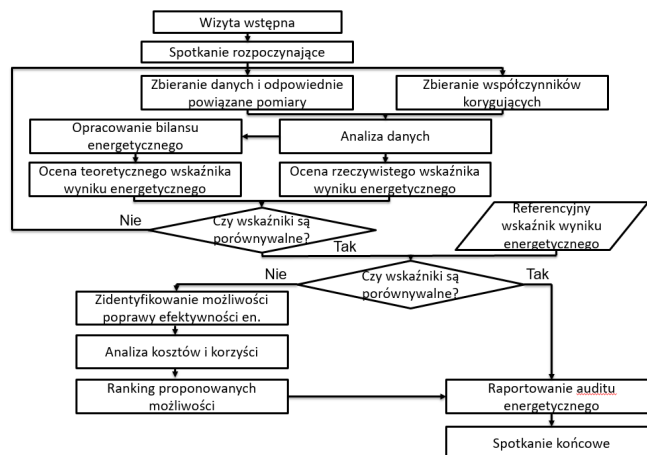 Wizyta wstępna
Spotkanie rozpoczynające
Zbieranie danych i odpowiednie
powiązane pomiary
Zbieranie współczynników
korygujących
Opracowanie bilansu
energetycznego
Analiza danych
Ocena teoretycznego wskaźnika
wyniku energetycznego
Ocena rzeczywistego wskaźnika
wyniku energetycznego
Nie
Czy wskaźniki są
porównywalne?
Tak
Referencyjny
wskaźnik wyniku
energetycznego
Nie
Czy wskaźniki są
porównywalne?
Tak
Zidentyfikowanie możliwości
poprawy efektywności en.
Analiza kosztów i korzyści
Ranking proponowanych
możliwości
Raportowanie auditu
energetycznego
Spotkanie końcowe